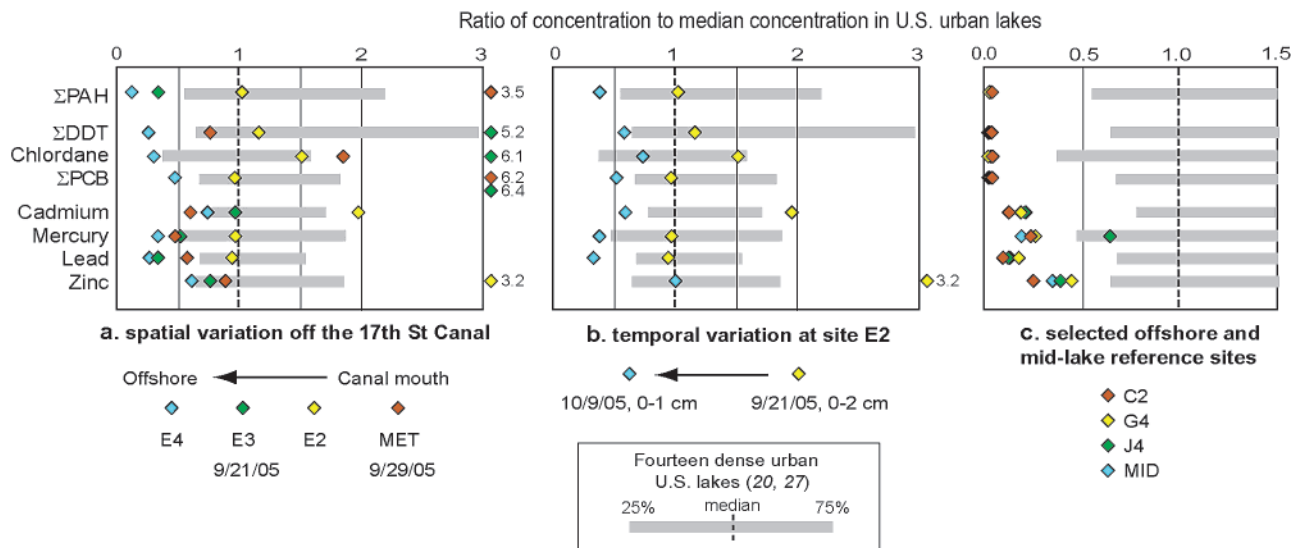 Ratio of concentration to median concentration in U.S. urban lakes
0 1 2 3
0 1 2 3
0.0 0.5 1.0 1.5
ΣPAH 3.5
ΣDDT 5.2
Chlordane 6.1
ΣPCB 6.2
6.4
Cadmium
Mercury
Lead
Zinc 3.2 3.2
a. spatial variation off the 17th St Canal
Offshore Canal mouth
E4 E3 E2 MET
9/21/05 9/29/05
b. temporal variation at site E2
10/9/05, 0-1 cm 9/21/05, 0-2 cm
Fourteen dense urban
U.S. lakes (20, 27)
25% median 75%
c. selected offshore and
mid-lake reference sites
C2
G4
J4
MID